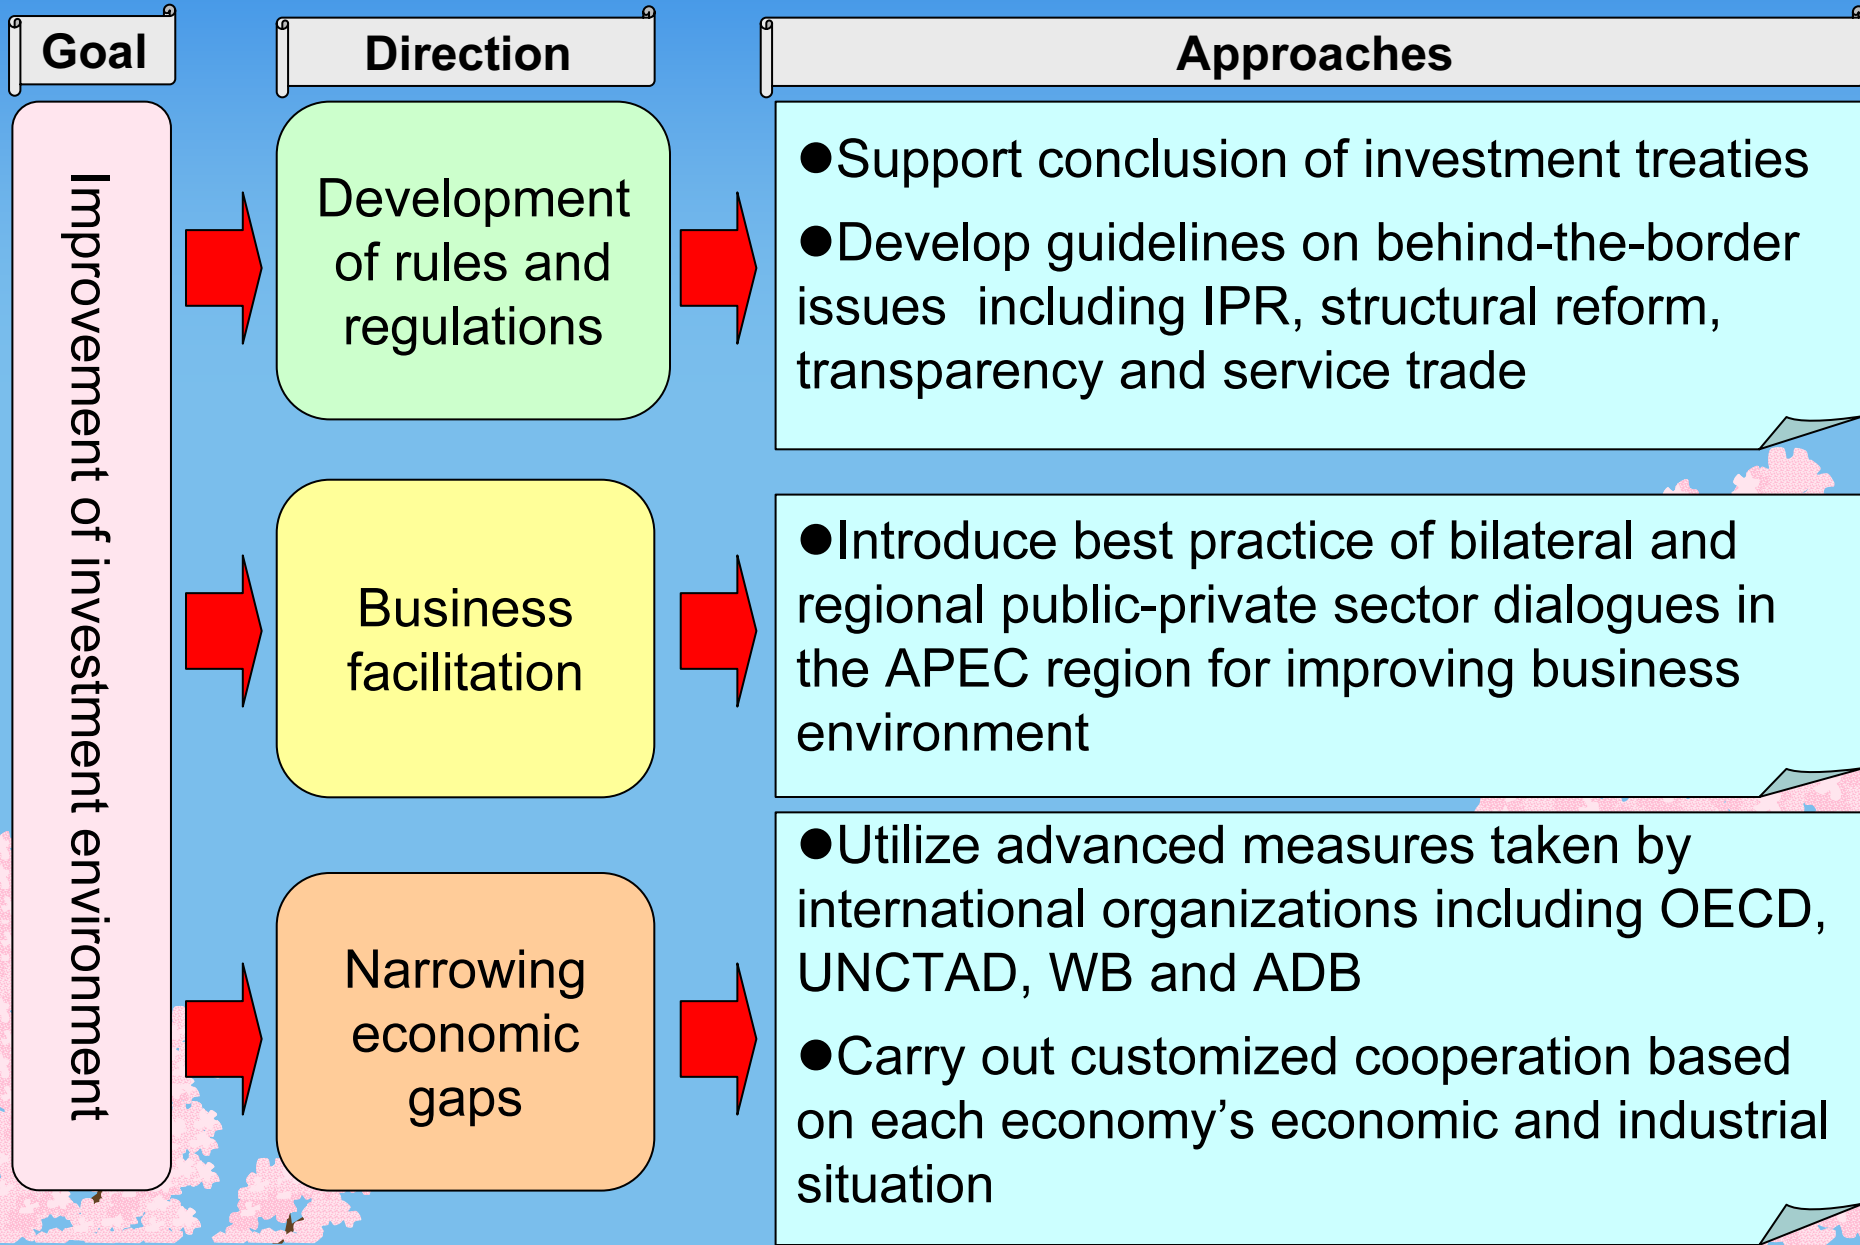 Goal
Direction
Approaches
Improvement of investment environment
Development
of rules and
regulations
●Support conclusion of investment treaties
●Develop guidelines on behind-the-border
issues  including IPR, structural reform,
transparency and service trade
Business
facilitation
●Introduce best practice of bilateral and
regional public-private sector dialogues in
the APEC region for improving business
environment
Narrowing
economic
gaps
●Utilize advanced measures taken by
international organizations including OECD,
UNCTAD, WB and ADB
●Carry out customized cooperation based
on each economy’s economic and industrial
situation